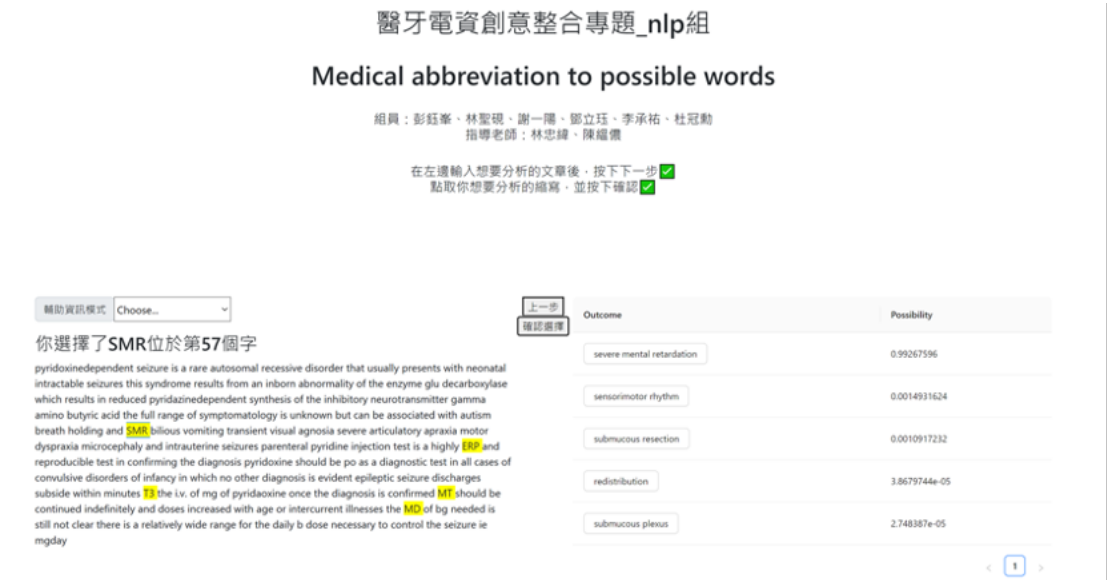 醫牙電資創意整合專題_nlp組
Medical abbreviation to possible words
組員：彭鈺峯、林聖硯、謝一陽、鄧立珏、李承祐、杜冠勳
指導老師：林忠緯、陳縕儂
在左邊輸入想要分析的文章後，按下下一步✅
點取你想要分析的縮寫，並按下確認✅
輔助資訊模式 Choose...
你選擇了SMR位於第57個字
pyridoxinedependent seizure is a rare autosomal recessive disorder that usually presents with neonatal
intractable seizures this syndrome results from an inborn abnormality of the enzyme glu decarboxylase
which results in reduced pyridazinedependent synthesis of the inhibitory neurotransmitter gamma
amino butyric acid the full range of symptomatology is unknown but can be associated with autism
breath holding and SMR bilious vomiting transient visual agnosia severe articulatory apraxia motor
dyspraxia microcephaly and intrauterine seizures parenteral pyridine injection test is a highly ERP and
reproducible test in confirming the diagnosis pyridoxine should be po as a diagnostic test in all cases of
convulsive disorders of infancy in which no other diagnosis is evident epileptic seizure discharges
subside within minutes T3 the i.v. of mg of pyridaoxine once the diagnosis is confirmed MT should be
continued indefinitely and doses increased with age or intercurrent illnesses the MD of bg needed is
still not clear there is a relatively wide range for the daily b dose necessary to control the seizure ie
mgday
上一步
確認選擇
Outcome Possibility
severe mental retardation 0.99267596
sensorimotor rhythm 0.0014931624
submucous resection 0.0010917232
redistribution 3.8679744e-05
submucous plexus 2.748387e-05
< 1 >